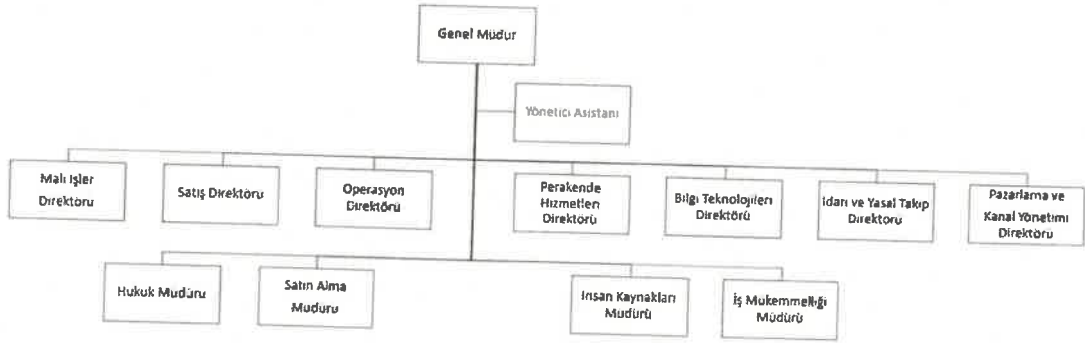 Genel Müdür
Yönetici Asistanı
Mali İşler
Direktörü
Satış Direktörü
Operasyon
Direktörü
Perakende
Hizmetleri
Direktörü
Bilgi Teknolojileri
Direktörü
İdari ve Yasal Takip
Direktörü
Pazarlama ve
Kanal Yönetimi
Direktörü
Hukuk Müdürü
Satın Alma
Müdürü
İnsan Kaynakları
Müdürü
İş Mükemmelliği
Müdürü